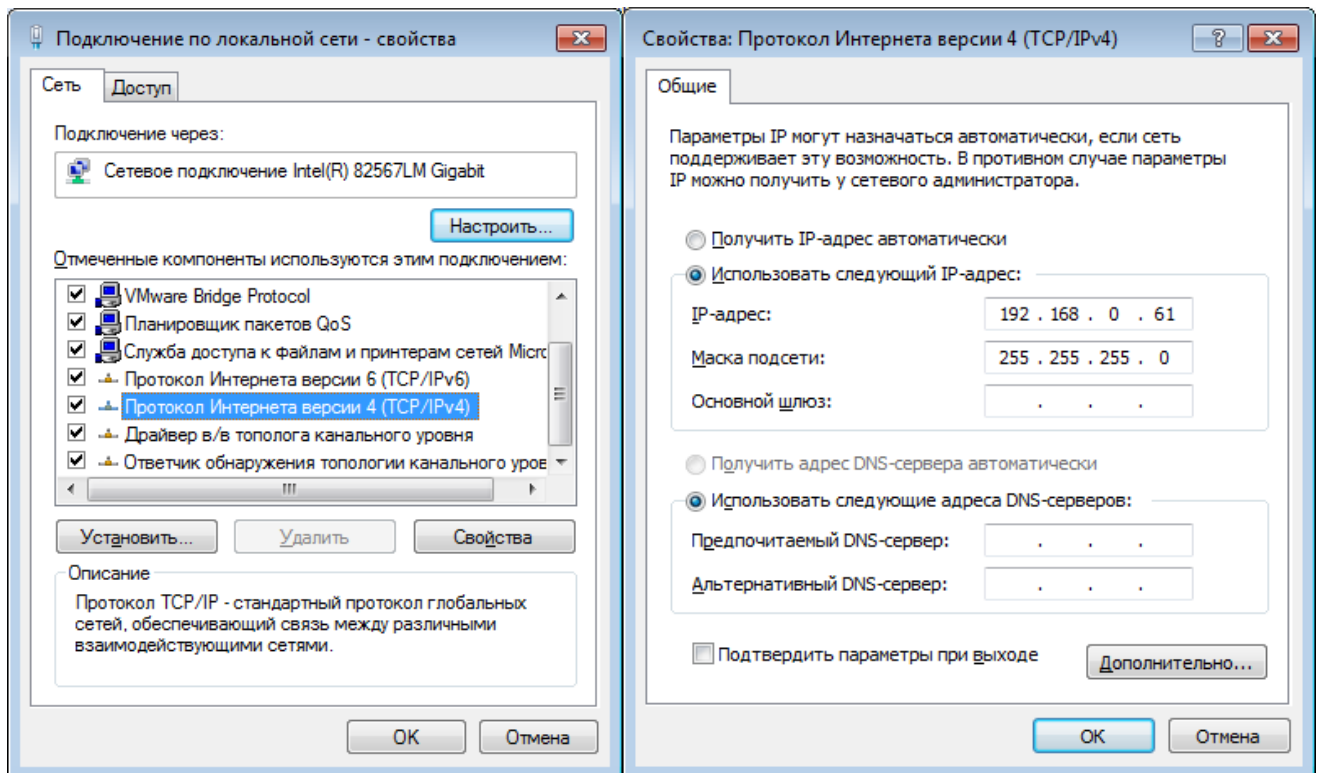 Подключение по локальной сети - свойства
Сеть
Доступ
Подключение через:
Сетевое подключение Intel(R) 82567LM Gigabit
Настроить...
Отмеченные компоненты используются этим подключением:
VMware Bridge Protocol
Планировщик пакетов QoS
Служба доступа к файлам и принтерам сетей Micro
Протокол Интернета версии 6 (TCP/IPv6)
Протокол Интернета версии 4 (TCP/IPv4)
Драйвер в/в тополога канального уровня
Ответчик обнаружения топологии канального уров
Установить...
Удалить
Свойства
Описание
Протокол TCP/IP - стандартный протокол глобальных
сетей, обеспечивающий связь между различными
взаимодействующими сетями.
ОК
Отмена
Свойства: Протокол Интернета версии 4 (TCP/IPv4)
Общие
Параметры IP могут назначаться автоматически, если сеть
поддерживает эту возможность. В противном случае параметры
IP можно получить у сетевого администратора.
Получить IP-адрес автоматически
Использовать следующий IP-адрес:
IP-адрес: 192 . 168 . 0 . 61
Маска подсети: 255 . 255 . 255 . 0
Основной шлюз: . . .
Получить адрес DNS-сервера автоматически
Использовать следующие адреса DNS-серверов:
Предпочитаемый DNS-сервер: . . .
Альтернативный DNS-сервер: . . .
Подтвердить параметры при выходе
Дополнительно...
ОК
Отмена